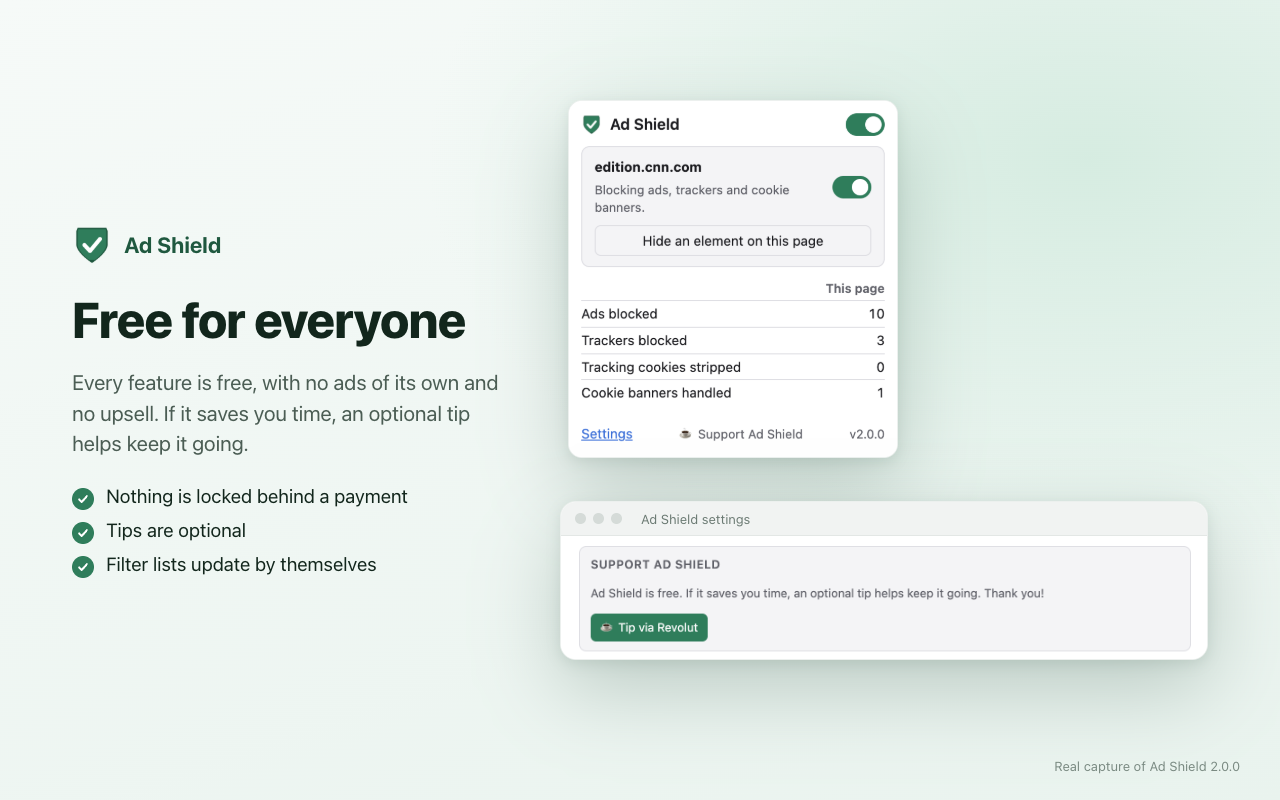 Ad Shield
Free for everyone
Every feature is free, with no ads of its own and
no upsell. If it saves you time, an optional tip
helps keep it going.
Nothing is locked behind a payment
Tips are optional
Filter lists update by themselves
Ad Shield
edition.cnn.com
Blocking ads, trackers and cookie
banners.
Hide an element on this page
This page
Ads blocked 10
Trackers blocked 3
Tracking cookies stripped 0
Cookie banners handled 1
Settings Support Ad Shield v2.0.0
Ad Shield settings
SUPPORT AD SHIELD
Ad Shield is free. If it saves you time, an optional tip helps keep it going. Thank you!
Tip via Revolut
Real capture of Ad Shield 2.0.0